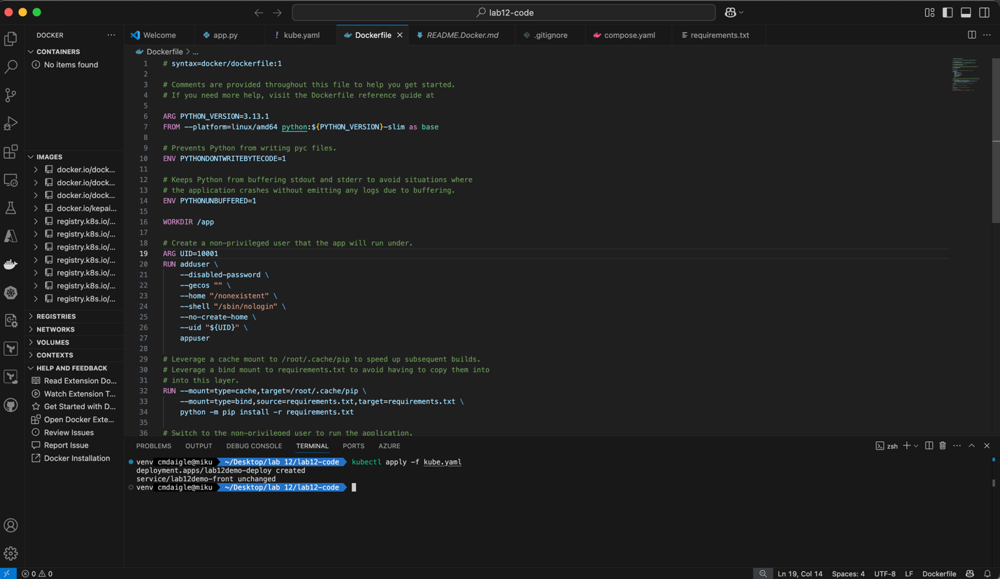 lab12-code
DOCKER
Welcome
app.py
! kube.yaml
Dockerfile
README.Docker.md
.gitignore
compose.yaml
requirements.txt
CONTAINERS
No items found
IMAGES
docker.io/dock...
docker.io/dock...
docker.io/dock...
docker.io/kepai...
registry.k8s.io/...
registry.k8s.io/...
registry.k8s.io/...
registry.k8s.io/...
registry.k8s.io/...
registry.k8s.io/...
registry.k8s.io/...
REGISTRIES
NETWORKS
VOLUMES
CONTEXTS
HELP AND FEEDBACK
Read Extension Do...
Watch Extension T...
Get Started with D...
Open Docker Exte...
Review Issues
Report Issue
Docker Installation
Dockerfile > ...
1 # syntax=docker/dockerfile:1
2
3 # Comments are provided throughout this file to help you get started.
4 # If you need more help, visit the Dockerfile reference guide at
5
6 ARG PYTHON_VERSION=3.13.1
7 FROM --platform=linux/amd64 python:${PYTHON_VERSION}-slim as base
8
9 # Prevents Python from writing pyc files.
10 ENV PYTHONDONTWRITEBYTECODE=1
11
12 # Keeps Python from buffering stdout and stderr to avoid situations where
13 # the application crashes without emitting any logs due to buffering.
14 ENV PYTHONUNBUFFERED=1
15
16 WORKDIR /app
17
18 # Create a non-privileged user that the app will run under.
19 ARG UID=10001
20 RUN adduser \
21 --disabled-password \
22 --gecos "" \
23 --home "/nonexistent" \
24 --shell "/sbin/nologin" \
25 --no-create-home \
26 --uid "${UID}" \
27 appuser
28
29 # Leverage a cache mount to /root/.cache/pip to speed up subsequent builds.
30 # Leverage a bind mount to requirements.txt to avoid having to copy them into
31 # into this layer.
32 RUN --mount=type=cache,target=/root/.cache/pip \
33 --mount=type=bind,source=requirements.txt,target=requirements.txt \
34 python -m pip install -r requirements.txt
35
36 # Switch to the non-privileged user to run the application.
PROBLEMS OUTPUT DEBUG CONSOLE TERMINAL PORTS AZURE
zsh
venv cmdaigle@miku ~/Desktop/lab 12/lab12-code kubectl apply -f kube.yaml
deployment.apps/lab12demo-deploy created
service/lab12demo-front unchanged
venv cmdaigle@miku ~/Desktop/lab 12/lab12-code
0 0
Ln 19, Col 14 Spaces: 4 UTF-8 LF Dockerfile